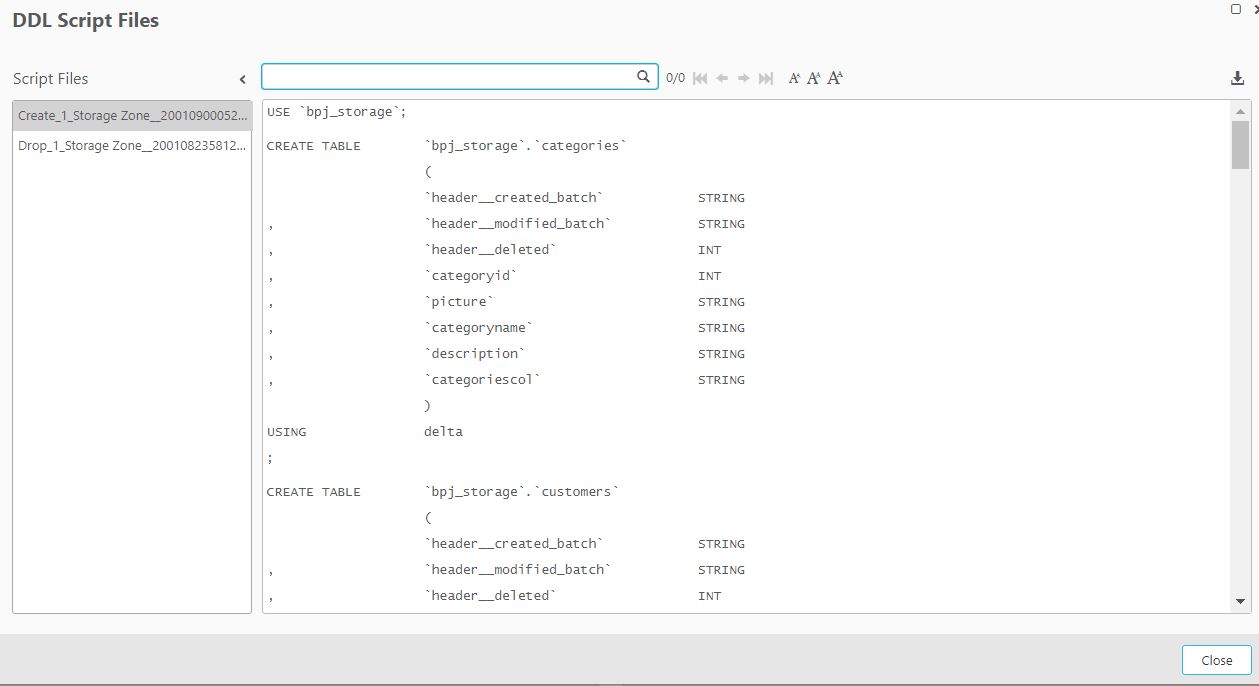 DDL Script Files
Script Files
0/0 A A A
Create_1_Storage Zone__20010900052...
Drop_1_Storage Zone__200108235812...
USE `bpj_storage`;
CREATE TABLE `bpj_storage`.`categories`
(
`header__created_batch` STRING
, `header__modified_batch` STRING
, `header__deleted` INT
, `categoryid` INT
, `picture` STRING
, `categoryname` STRING
, `description` STRING
, `categoriescol` STRING
)
USING delta
;
CREATE TABLE `bpj_storage`.`customers`
(
`header__created_batch` STRING
, `header__modified_batch` STRING
, `header__deleted` INT
Close